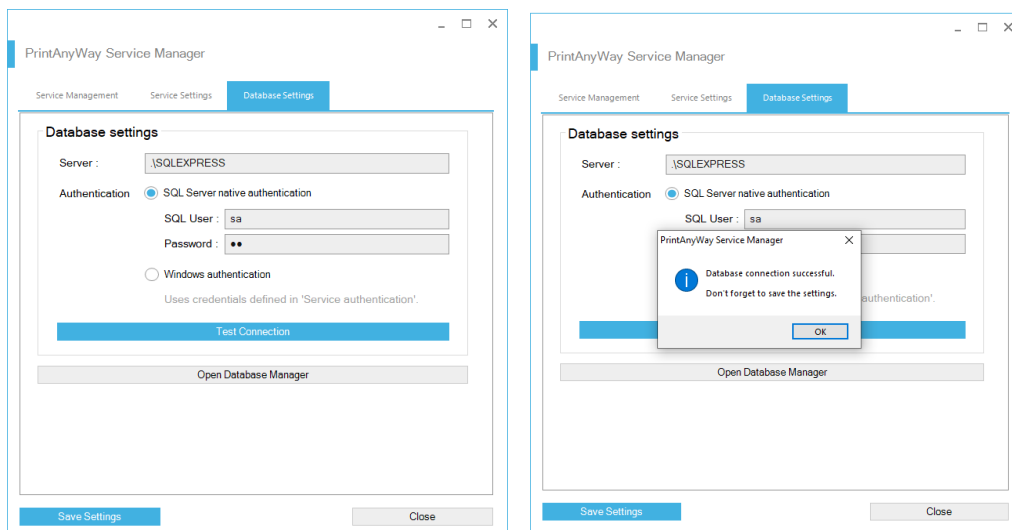 PrintAnyWay Service Manager
Service Management Service Settings Database Settings
Database settings
Server : .\SQLEXPRESS
Authentication SQL Server native authentication
SQL User : sa
Password : ●●
Windows authentication
Uses credentials defined in 'Service authentication'.
Test Connection
Open Database Manager
Save Settings Close
PrintAnyWay Service Manager
Service Management Service Settings Database Settings
Database settings
Server : .\SQLEXPRESS
Authentication SQL Server native authentication
SQL User : sa
PrintAnyWay Service Manager
Database connection successful.
Don't forget to save the settings.
authentication'.
OK
Open Database Manager
Save Settings Close